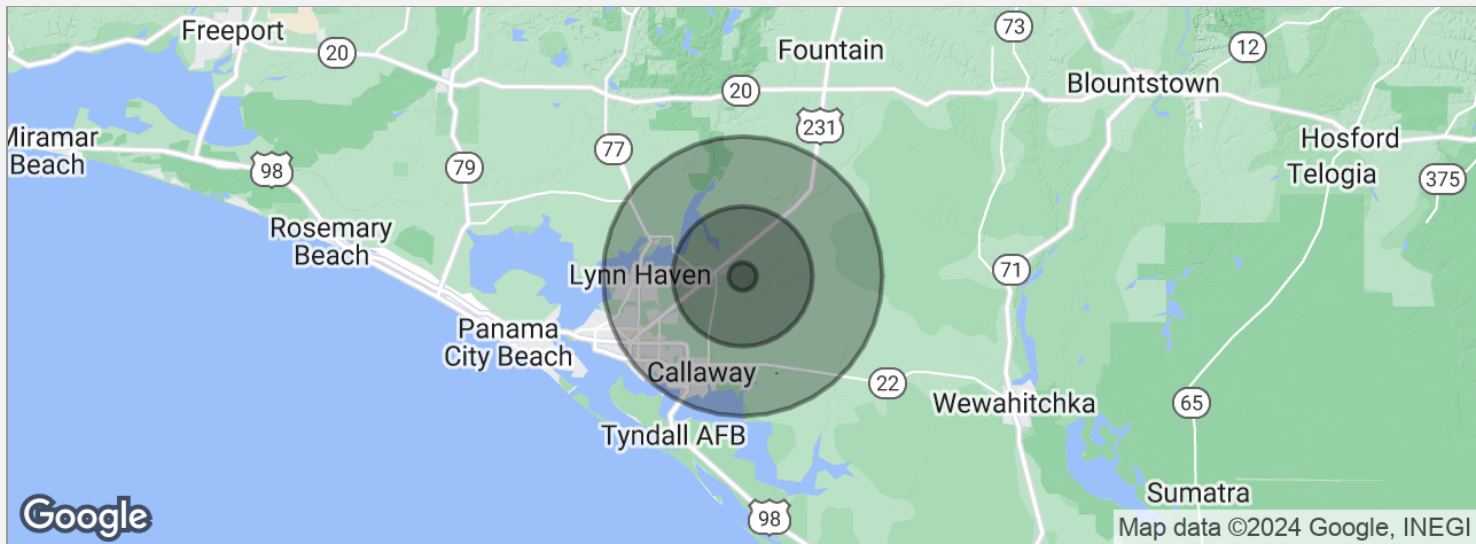 Freeport
20
Fountain
73
12
Blountstown
20
231
Miramar
Beach
98
79
77
Hosford
Telogia
375
Rosemary
Beach
Lynn Haven
71
Panama
City Beach
Callaway
22
Wewahitchka
65
Tyndall AFB
Sumatra
98
Google
Map data ©2024 Google, INEGI